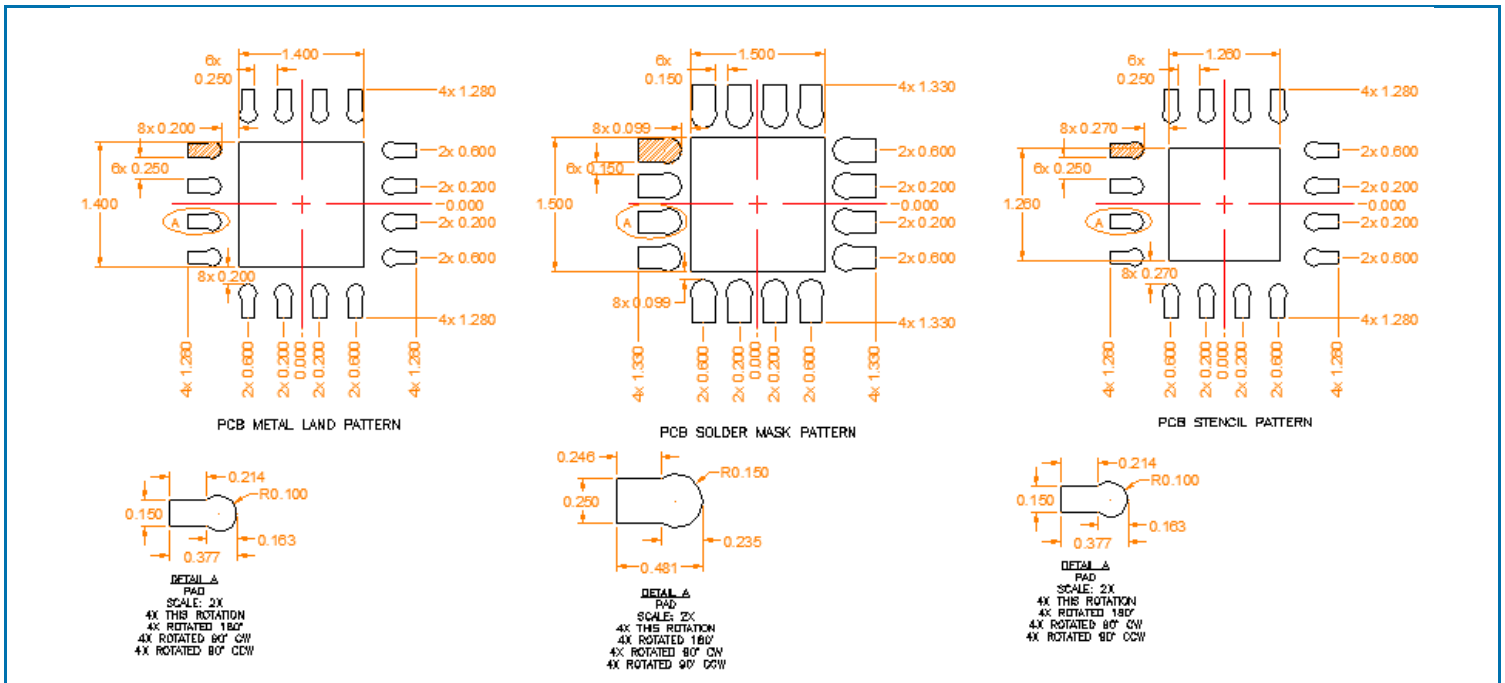 6x
0.250
1.400
4x 1.280
8x 0.200
2x 0.600
6x 0.250
2x 0.200
1.400
0.000
A
2x 0.200
2x 0.600
8x 0.200
4x 1.280
4x 1.280
2x 0.600
2x 0.200
0.000
2x 0.200
2x 0.600
4x 1.280
PCB METAL LAND PATTERN
6x
0.150
1.500
4x 1.330
8x 0.099
2x 0.600
6x 0.150
2x 0.200
1.500
0.000
A
2x 0.200
2x 0.600
8x 0.099
4x 1.330
4x 1.330
2x 0.600
2x 0.200
0.000
2x 0.200
2x 0.600
4x 1.330
PCB SOLDER MASK PATTERN
6x
0.250
1.260
4x 1.280
8x 0.270
2x 0.600
6x 0.250
2x 0.200
1.260
0.000
A
2x 0.200
2x 0.600
8x 0.270
4x 1.280
4x 1.280
2x 0.600
2x 0.200
0.000
2x 0.200
2x 0.600
4x 1.280
PCB STENCIL PATTERN
0.214
R0.100
0.150
0.163
0.377
DETAIL A
PAD
SCALE: 2X
4X THIS ROTATION
4X ROTATED 180°
4X ROTATED 90° CW
4X ROTATED 90° CCW
0.246
R0.150
0.250
0.235
0.481
DETAIL A
PAD
SCALE: 2X
4X THIS ROTATION
4X ROTATED 180°
4X ROTATED 90° CW
4X ROTATED 90° CCW
0.214
R0.100
0.150
0.163
0.377
DETAIL A
PAD
SCALE: 2X
4X THIS ROTATION
4X ROTATED 180°
4X ROTATED 90° CW
4X ROTATED 90° CCW